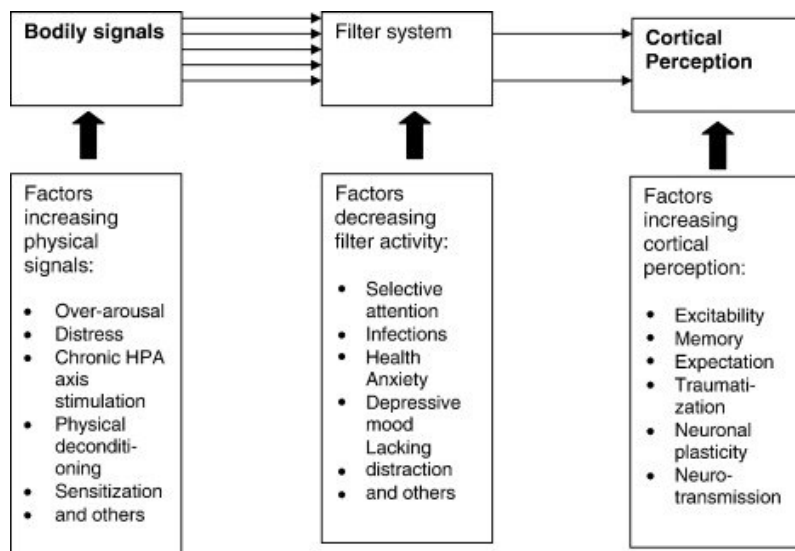 Bodily signals
Filter system
Cortical
Perception
Factors
increasing
physical
signals:
• Over-arousal
• Distress
• Chronic HPA
axis
stimulation
• Physical
deconditi-
oning
• Sensitization
• and others
Factors
decreasing
filter activity:
• Selective
attention
• Infections
• Health
Anxiety
• Depressive
mood
Lacking
• distraction
• and others
Factors
increasing
cortical
perception:
• Excitability
• Memory
• Expectation
• Traumati-
zation
• Neuronal
plasticity
• Neuro-
transmission